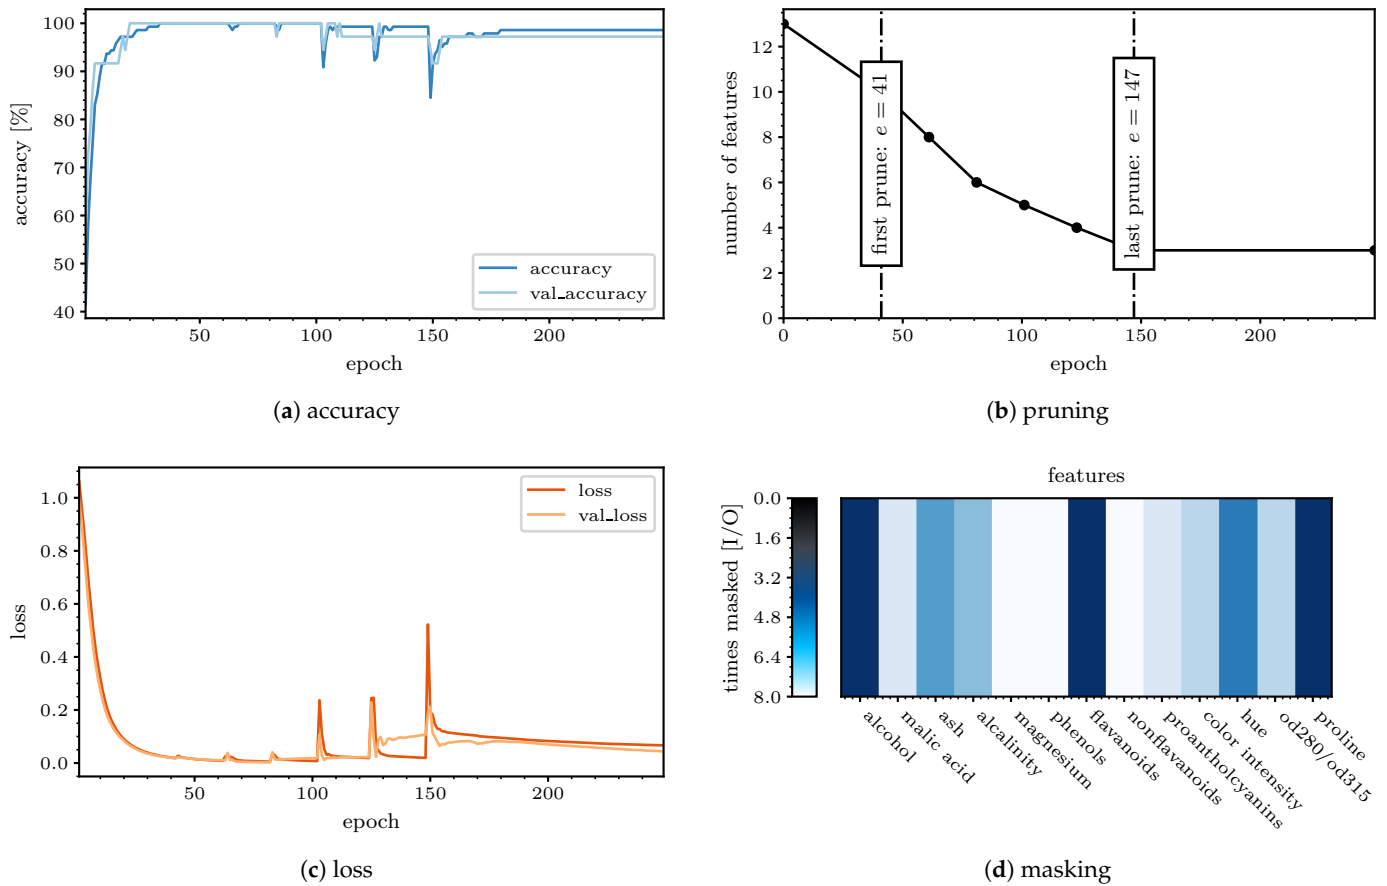 100
90
80
70
60
50
40
accuracy [%]
accuracy
val_accuracy
50
100
150
200
epoch
(a) accuracy
12
10
8
6
4
2
0
number of features
first prune: e = 41
last prune: e = 147
0
50
100
150
200
epoch
(b) pruning
1.0
0.8
0.6
0.4
0.2
0.0
loss
loss
val_loss
50
100
150
200
epoch
(c) loss
features
0.0
1.6
3.2
4.8
6.4
8.0
times masked [I/O]
alcohol
malic acid
ash
alcalinity
magnesium
phenols
flavanoids
nonflavanoids
proantholcyanins
color intensity
hue
od280/od315
proline
(d) masking